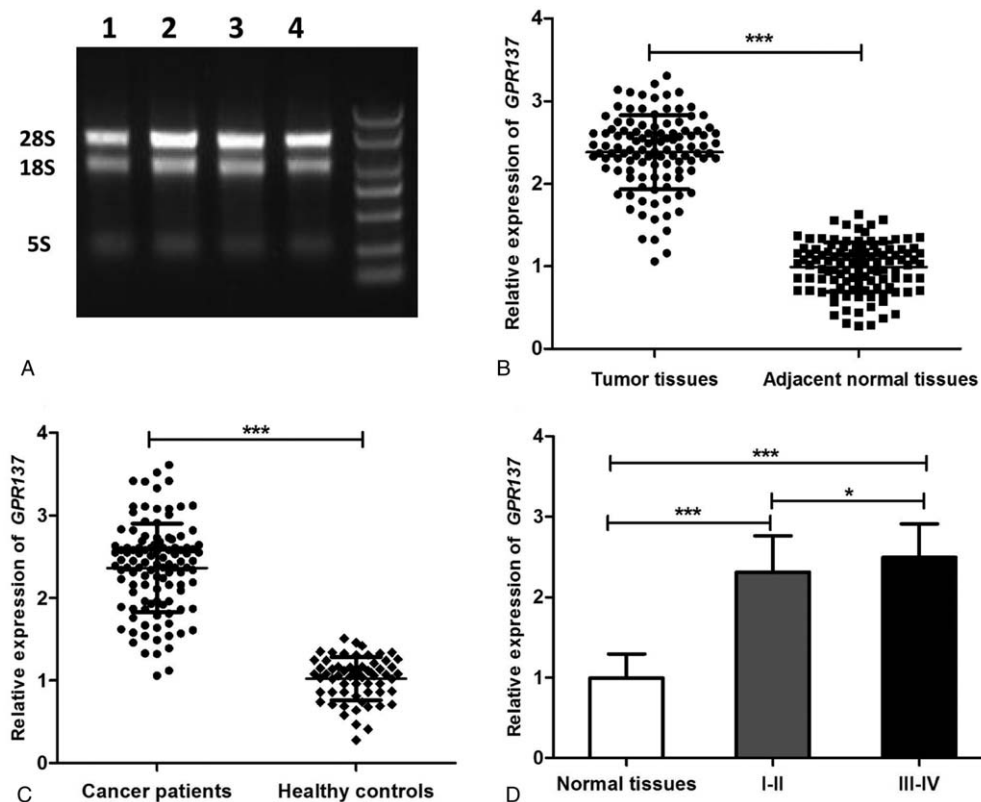 1 2 3 4
28S
18S
5S
A
Relative expression of GPR137
4
3
2
1
0
***
Tumor tissues Adjacent normal tissues
B
Relative expression of GPR137
4
3
2
1
0
***
Cancer patients Healthy controls
C
Relative expression of GPR137
4
3
2
1
0
***
*
***
Normal tissues I-II III-IV
D